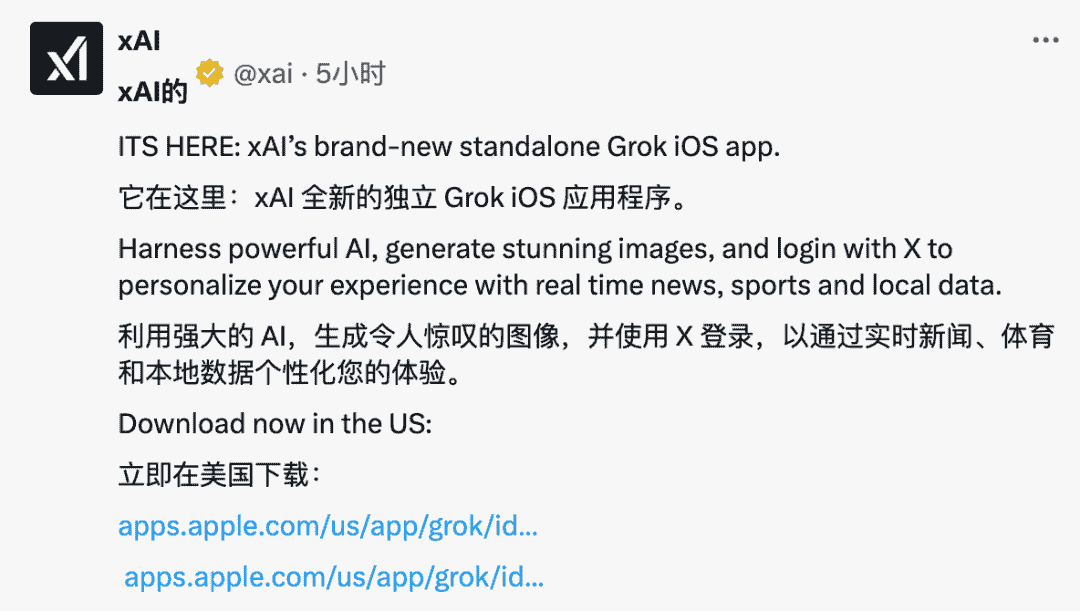 xAI
xAI的
@xai · 5小时
ITS HERE: xAI’s brand-new standalone Grok iOS app.
它在这里：xAI 全新的独立 Grok iOS 应用程序。
Harness powerful AI, generate stunning images, and login with X to
personalize your experience with real time news, sports and local data.
利用强大的 AI，生成令人惊叹的图像，并使用 X 登录，以通过实时新闻、体育
和本地数据个性化您的体验。
Download now in the US:
立即在美国下载：
apps.apple.com/us/app/grok/id…
apps.apple.com/us/app/grok/id…